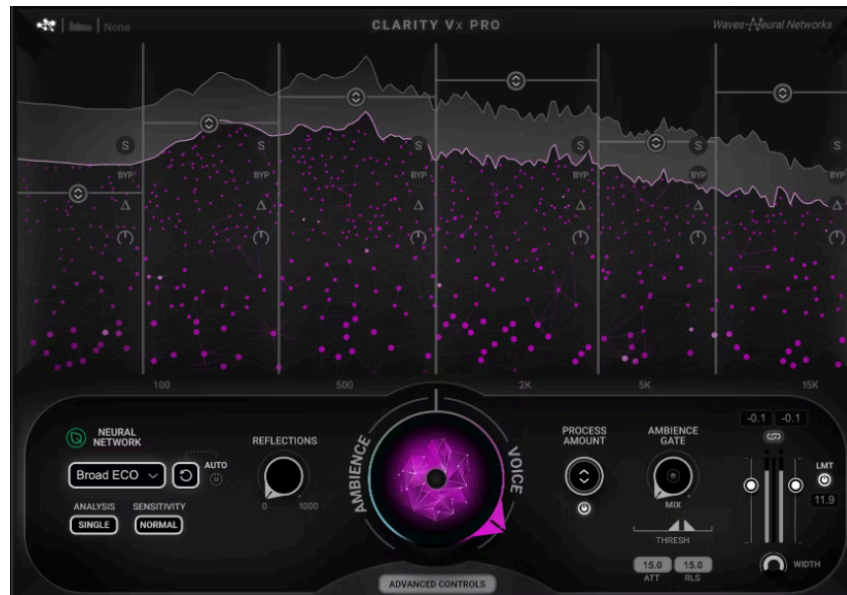 None
CLARITY Vx PRO
Waves Neural Networks
S S S S S
BYP BYP BYP BYP BYP
Δ Δ Δ Δ Δ
100 500 2K 5K 15K
NEURAL
NETWORK
Broad ECO
AUTO
ANALYSIS SENSITIVITY
SINGLE NORMAL
REFLECTIONS
0 1000
AMBIENCE
VOICE
ADVANCED CONTROLS
PROCESS
AMOUNT
AMBIENCE
GATE
MIX
THRESH
15.0 15.0
ATT RLS
-0.1 -0.1
LMT
11.9
WIDTH